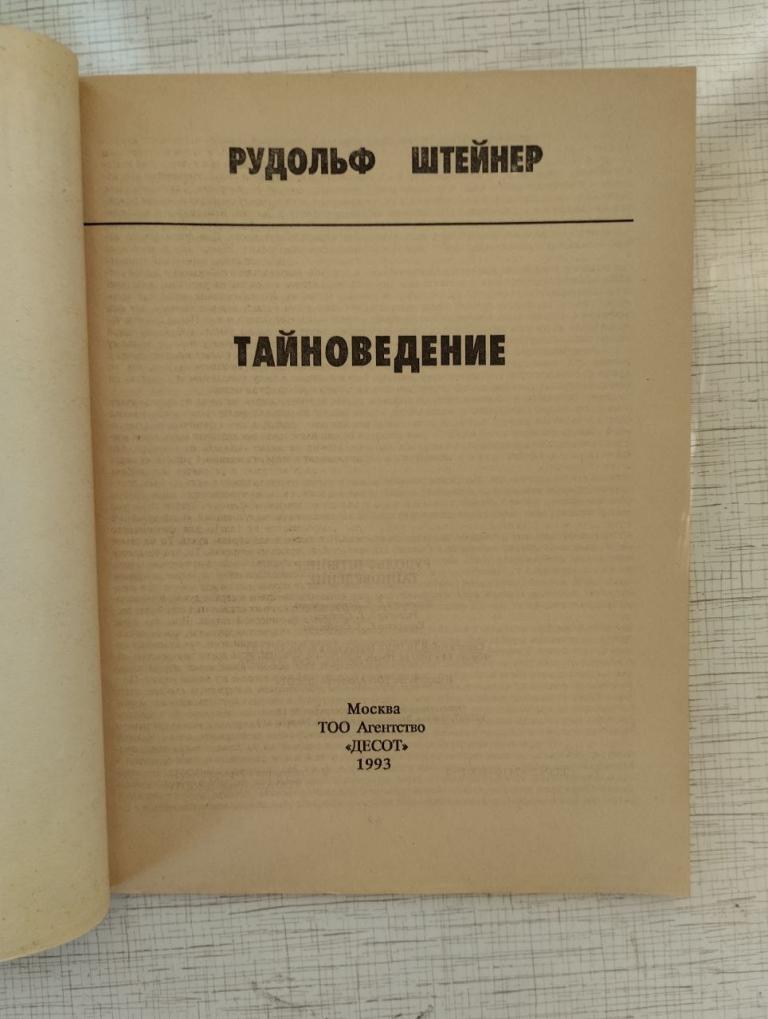 РУДОЛЬФ ШТЕЙНЕР
ТАЙНОВЕДЕНИЕ
Москва
ТОО Агентство
«ДЕСОТ»
1993